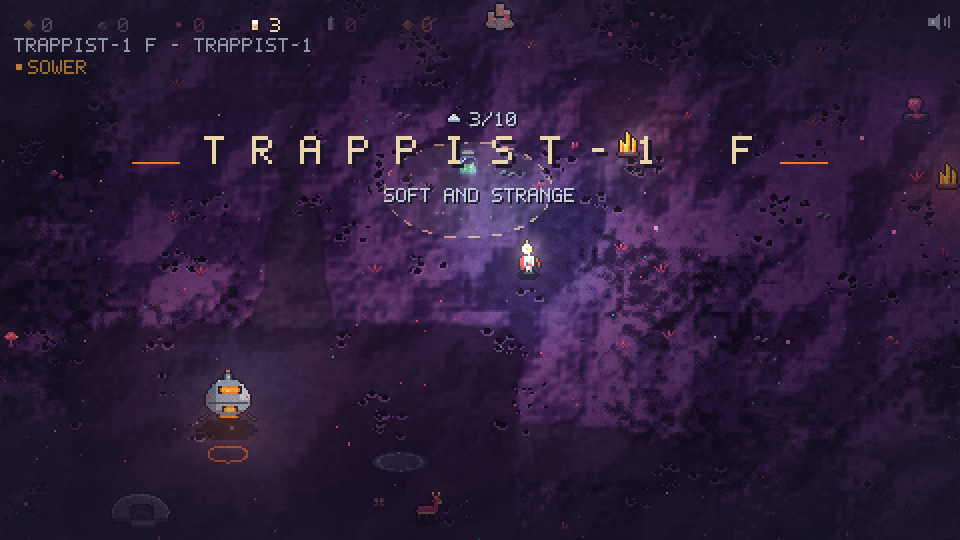 0 0 0 3 0 0
TRAPPIST-1 F - TRAPPIST-1
SOWER
3/10
TRAPPIST-1 F
SOFT AND STRANGE